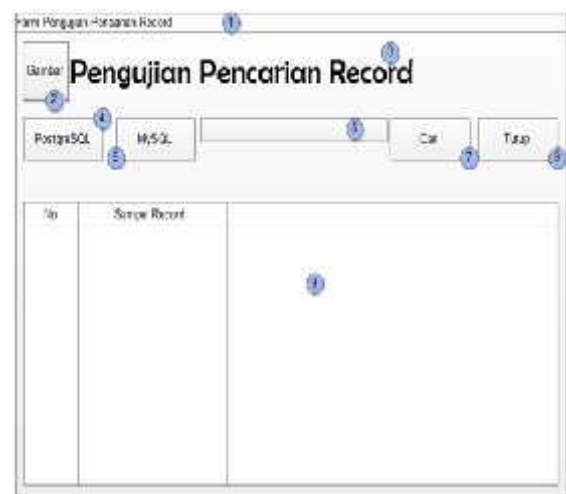 Form Pengujian Pencarian Record 1
3
Gambar Pengujian Pencarian Record
2
4
PostgreSQL MySQL 6 Cari Tutup
5 7 8
No Sampel Record
9